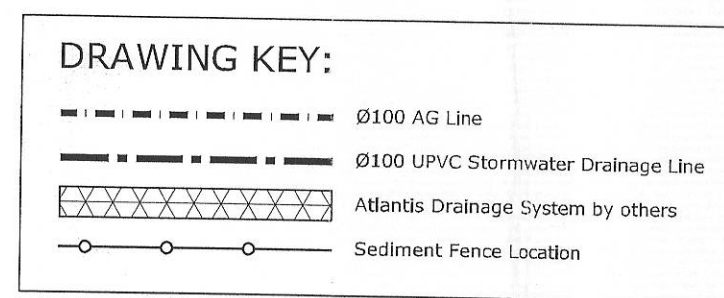 DRAWING KEY:
Ø100 AG Line
Ø100 UPVC Stormwater Drainage Line
Atlantis Drainage System by others
Sediment Fence Location